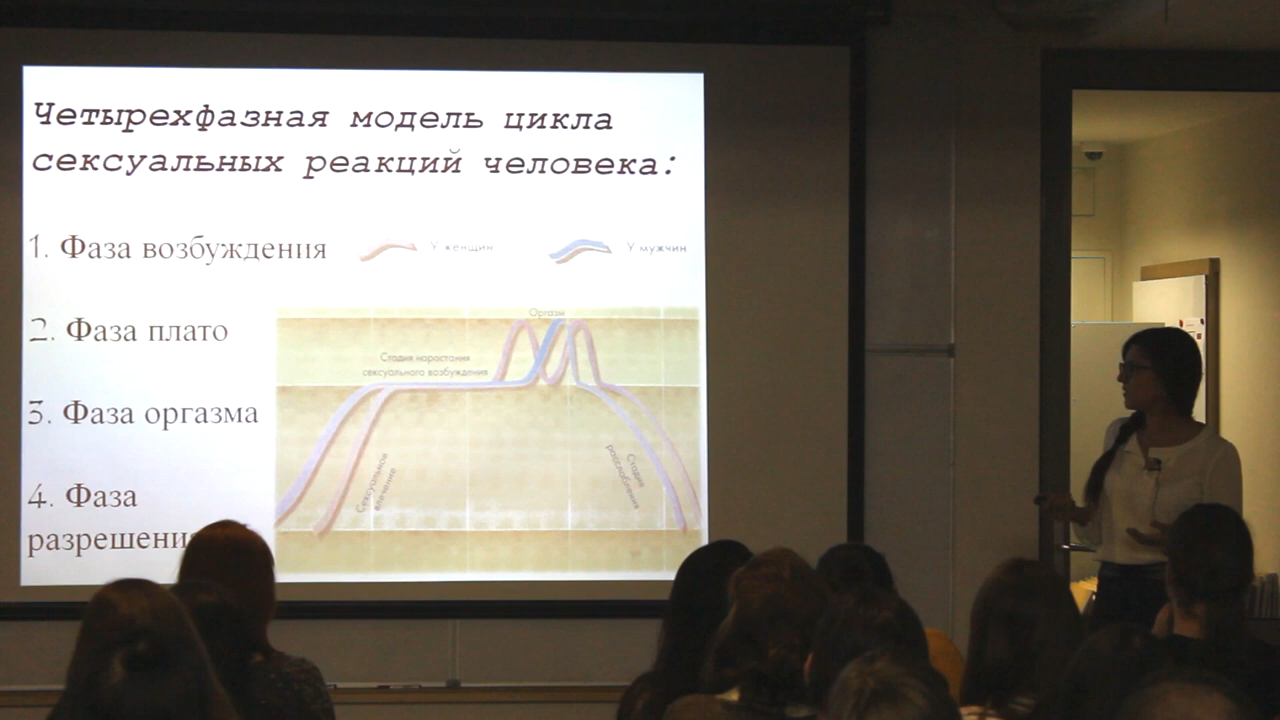 Четырехфазная модель цикла
сексуальных реакций человека:
1. Фаза возбуждения
У женщин
У мужчин
2. Фаза плато
3. Фаза оргазма
4. Фаза
разрешения
Оргазм
Стадия нарастания
сексуального возбуждения
Сексуальное
влечение
Стадия
расслабления